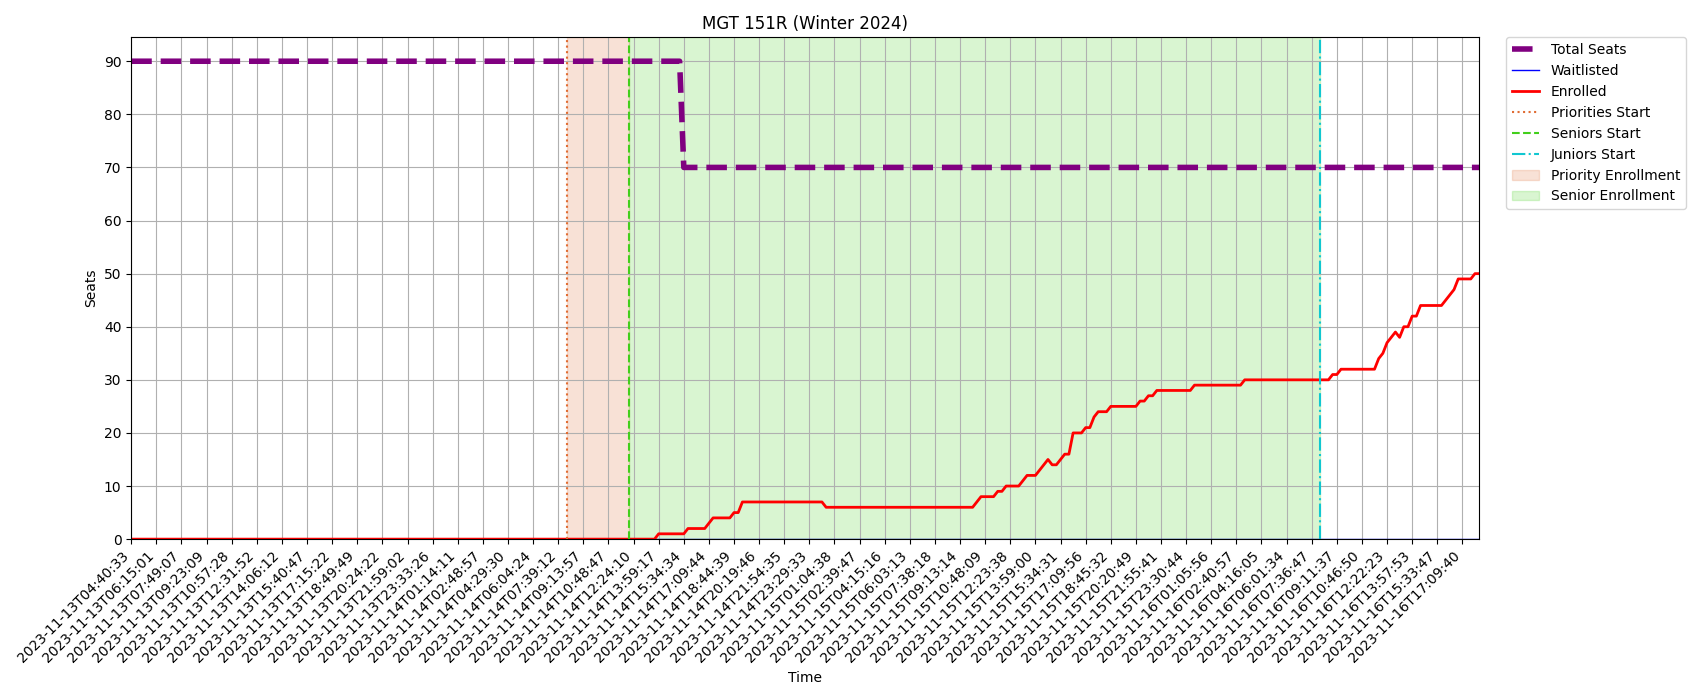 MGT 151R (Winter 2024)
Total Seats
Waitlisted
Enrolled
Priorities Start
Seniors Start
Juniors Start
Priority Enrollment
Senior Enrollment
Seats
90
80
70
60
50
40
30
20
10
0
2023-11-13T04:40:33
2023-11-13T06:15:01
2023-11-13T07:49:07
2023-11-13T09:23:09
2023-11-13T10:57:28
2023-11-13T12:31:52
2023-11-13T14:06:12
2023-11-13T15:40:47
2023-11-13T17:15:22
2023-11-13T18:49:49
2023-11-13T20:24:22
2023-11-13T21:59:02
2023-11-13T23:33:26
2023-11-14T01:14:11
2023-11-14T02:48:57
2023-11-14T04:29:30
2023-11-14T06:04:24
2023-11-14T07:39:12
2023-11-14T09:13:57
2023-11-14T10:48:47
2023-11-14T12:24:10
2023-11-14T13:59:17
2023-11-14T15:34:34
2023-11-14T17:09:44
2023-11-14T18:44:39
2023-11-14T20:19:46
2023-11-14T21:54:35
2023-11-14T23:29:33
2023-11-15T01:04:38
2023-11-15T02:39:47
2023-11-15T04:15:16
2023-11-15T06:03:13
2023-11-15T07:38:18
2023-11-15T09:13:14
2023-11-15T10:48:09
2023-11-15T12:23:38
2023-11-15T13:59:00
2023-11-15T15:34:31
2023-11-15T17:09:56
2023-11-15T18:45:32
2023-11-15T20:20:49
2023-11-15T21:55:41
2023-11-15T23:30:44
2023-11-16T01:05:56
2023-11-16T02:40:57
2023-11-16T04:16:05
2023-11-16T06:01:34
2023-11-16T07:36:47
2023-11-16T09:11:37
2023-11-16T10:46:50
2023-11-16T12:22:23
2023-11-16T13:57:53
2023-11-16T15:33:47
2023-11-16T17:09:40
Time